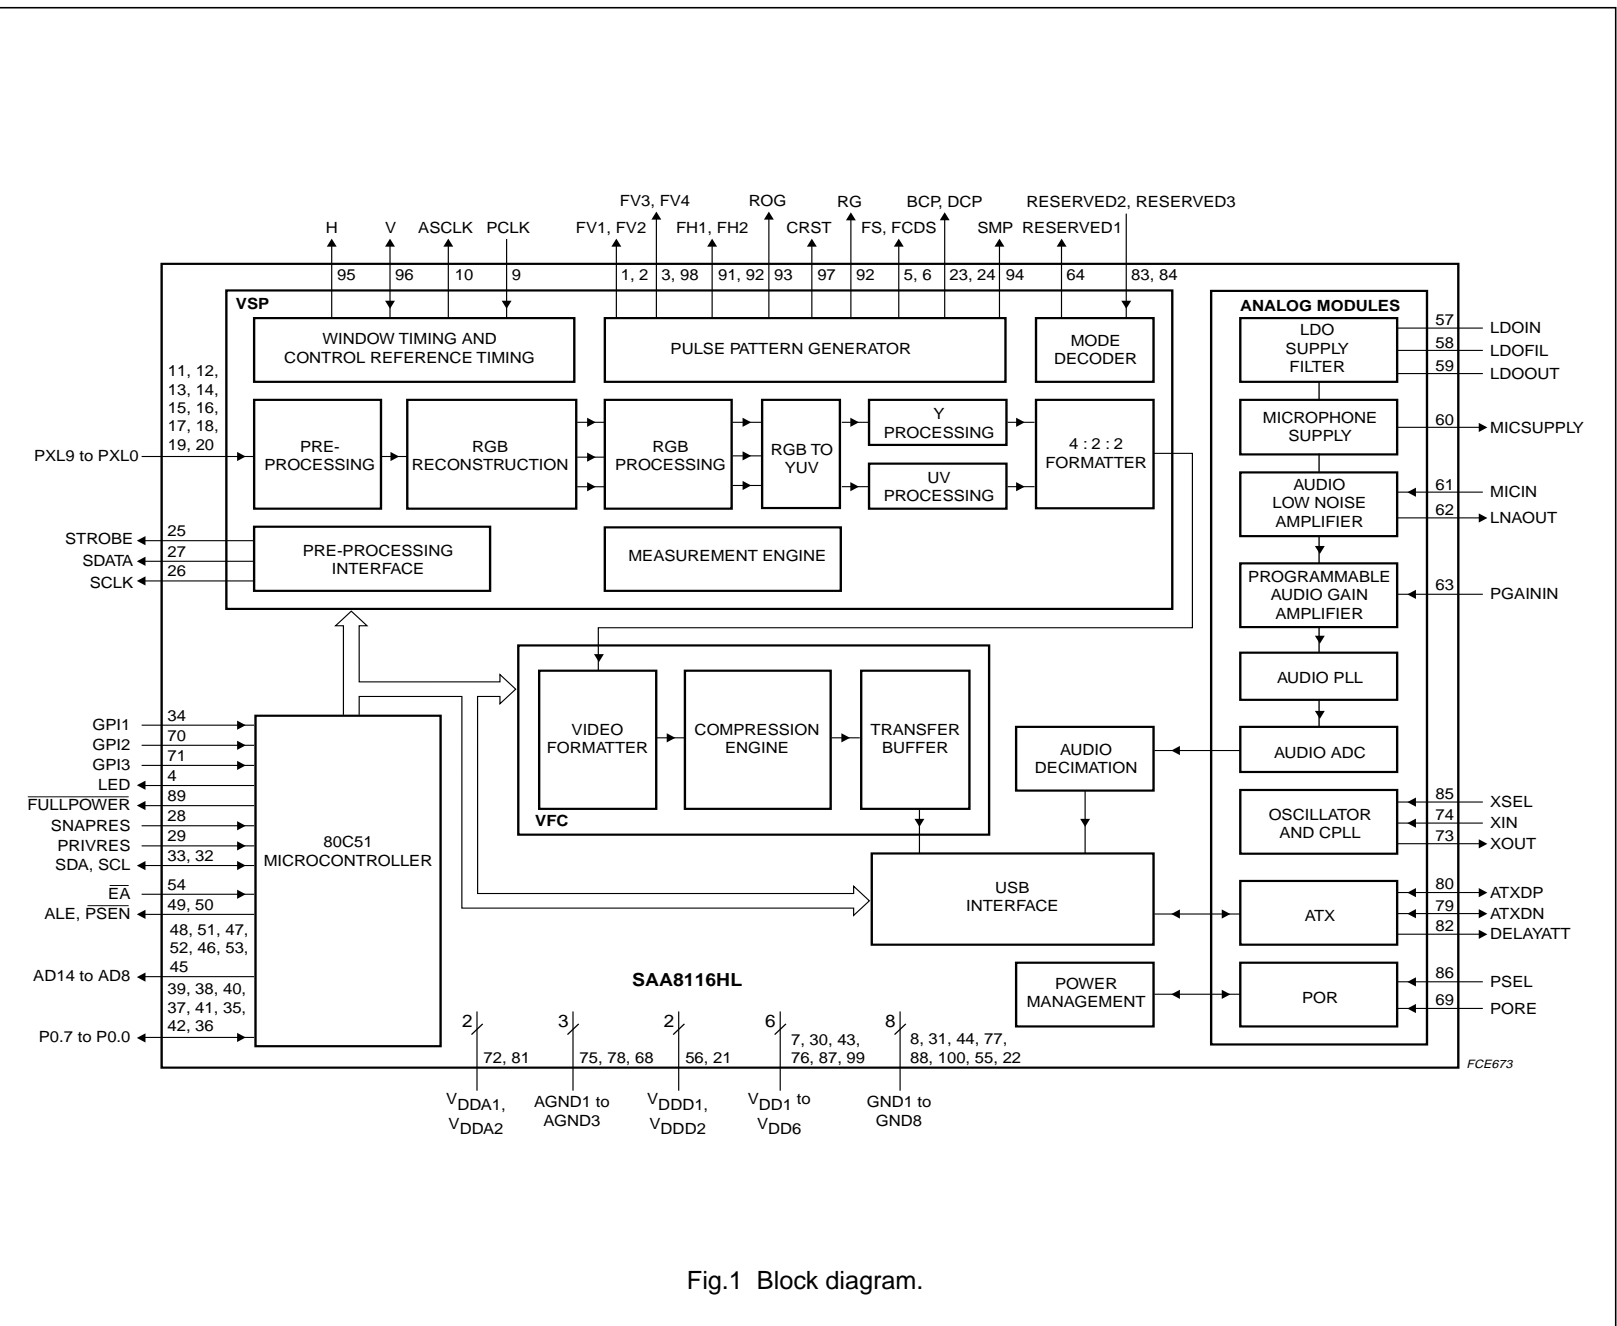 FV3, FV4 ROG RG BCP, DCP RESERVED2, RESERVED3
H V ASCLK PCLK FV1, FV2 FH1, FH2 CRST FS, FCDS SMP RESERVED1
95 96 10 9 1, 2 3, 98 91, 92 93 97 92 5, 6 23, 24 94 64 83, 84
VSP
ANALOG MODULES
WINDOW TIMING AND
CONTROL REFERENCE TIMING
PULSE PATTERN GENERATOR
MODE
DECODER
LDO
SUPPLY
FILTER
57 LDOIN
58 LDOFIL
59 LDOOUT
11, 12,
13, 14,
15, 16,
17, 18,
19, 20
PXL9 to PXL0
PRE-
PROCESSING
RGB
RECONSTRUCTION
RGB
PROCESSING
RGB TO
YUV
Y
PROCESSING
UV
PROCESSING
4 : 2 : 2
FORMATTER
MICROPHONE
SUPPLY
60 MICSUPPLY
AUDIO
LOW NOISE
AMPLIFIER
61 MICIN
62 LNAOUT
STROBE 25
SDATA 27
SCLK 26
PRE-PROCESSING
INTERFACE
MEASUREMENT ENGINE
PROGRAMMABLE
AUDIO GAIN
AMPLIFIER
63 PGAININ
AUDIO PLL
GPI1 34
GPI2 70
GPI3 71
LED 4
FULLPOWER 89
SNAPRES 28
PRIVRES 29
SDA, SCL 33, 32
EA 54
ALE, PSEN 49, 50
48, 51, 47,
52, 46, 53,
45
AD14 to AD8
39, 38, 40,
37, 41, 35,
42, 36
P0.7 to P0.0
80C51
MICROCONTROLLER
VIDEO
FORMATTER
COMPRESSION
ENGINE
TRANSFER
BUFFER
VFC
AUDIO
DECIMATION
AUDIO ADC
OSCILLATOR
AND CPLL
85 XSEL
74 XIN
73 XOUT
USB
INTERFACE
ATX
80 ATXDP
79 ATXDN
82 DELAYATT
SAA8116HL
POWER
MANAGEMENT
POR
86 PSEL
69 PORE
2 3 2 6 8
72, 81
75, 78, 68
56, 21
7, 30, 43,
76, 87, 99
8, 31, 44, 77,
88, 100, 55, 22
FCE673
VDDA1,
VDDA2
AGND1 to
AGND3
VDDD1,
VDDD2
VDD1 to
VDD6
GND1 to
GND8
Fig.1 Block diagram.